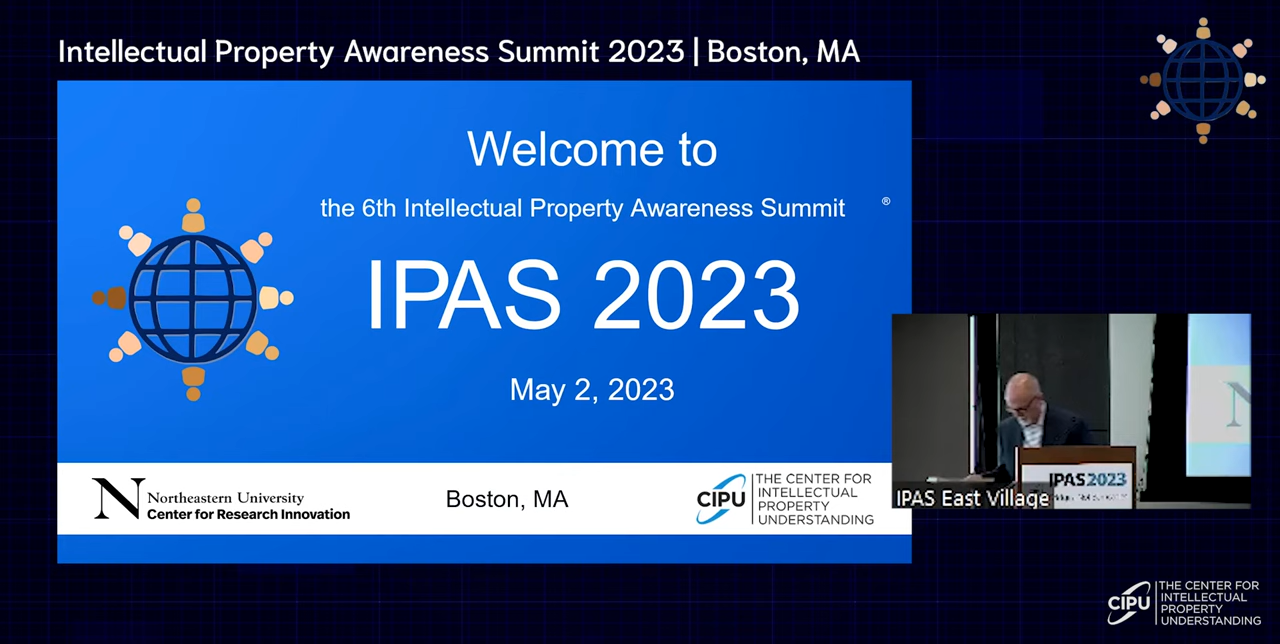 Intellectual Property Awareness Summit 2023 | Boston, MA
Welcome to
the 6th Intellectual Property Awareness Summit ®
IPAS 2023
May 2, 2023
N Northeastern University
Center for Research Innovation
Boston, MA
CIPU
THE CENTER FOR
INTELLECTUAL
PROPERTY
UNDERSTANDING
N
IPAS2023
IPAS East Village
CIPU
THE CENTER FOR
INTELLECTUAL
PROPERTY
UNDERSTANDING